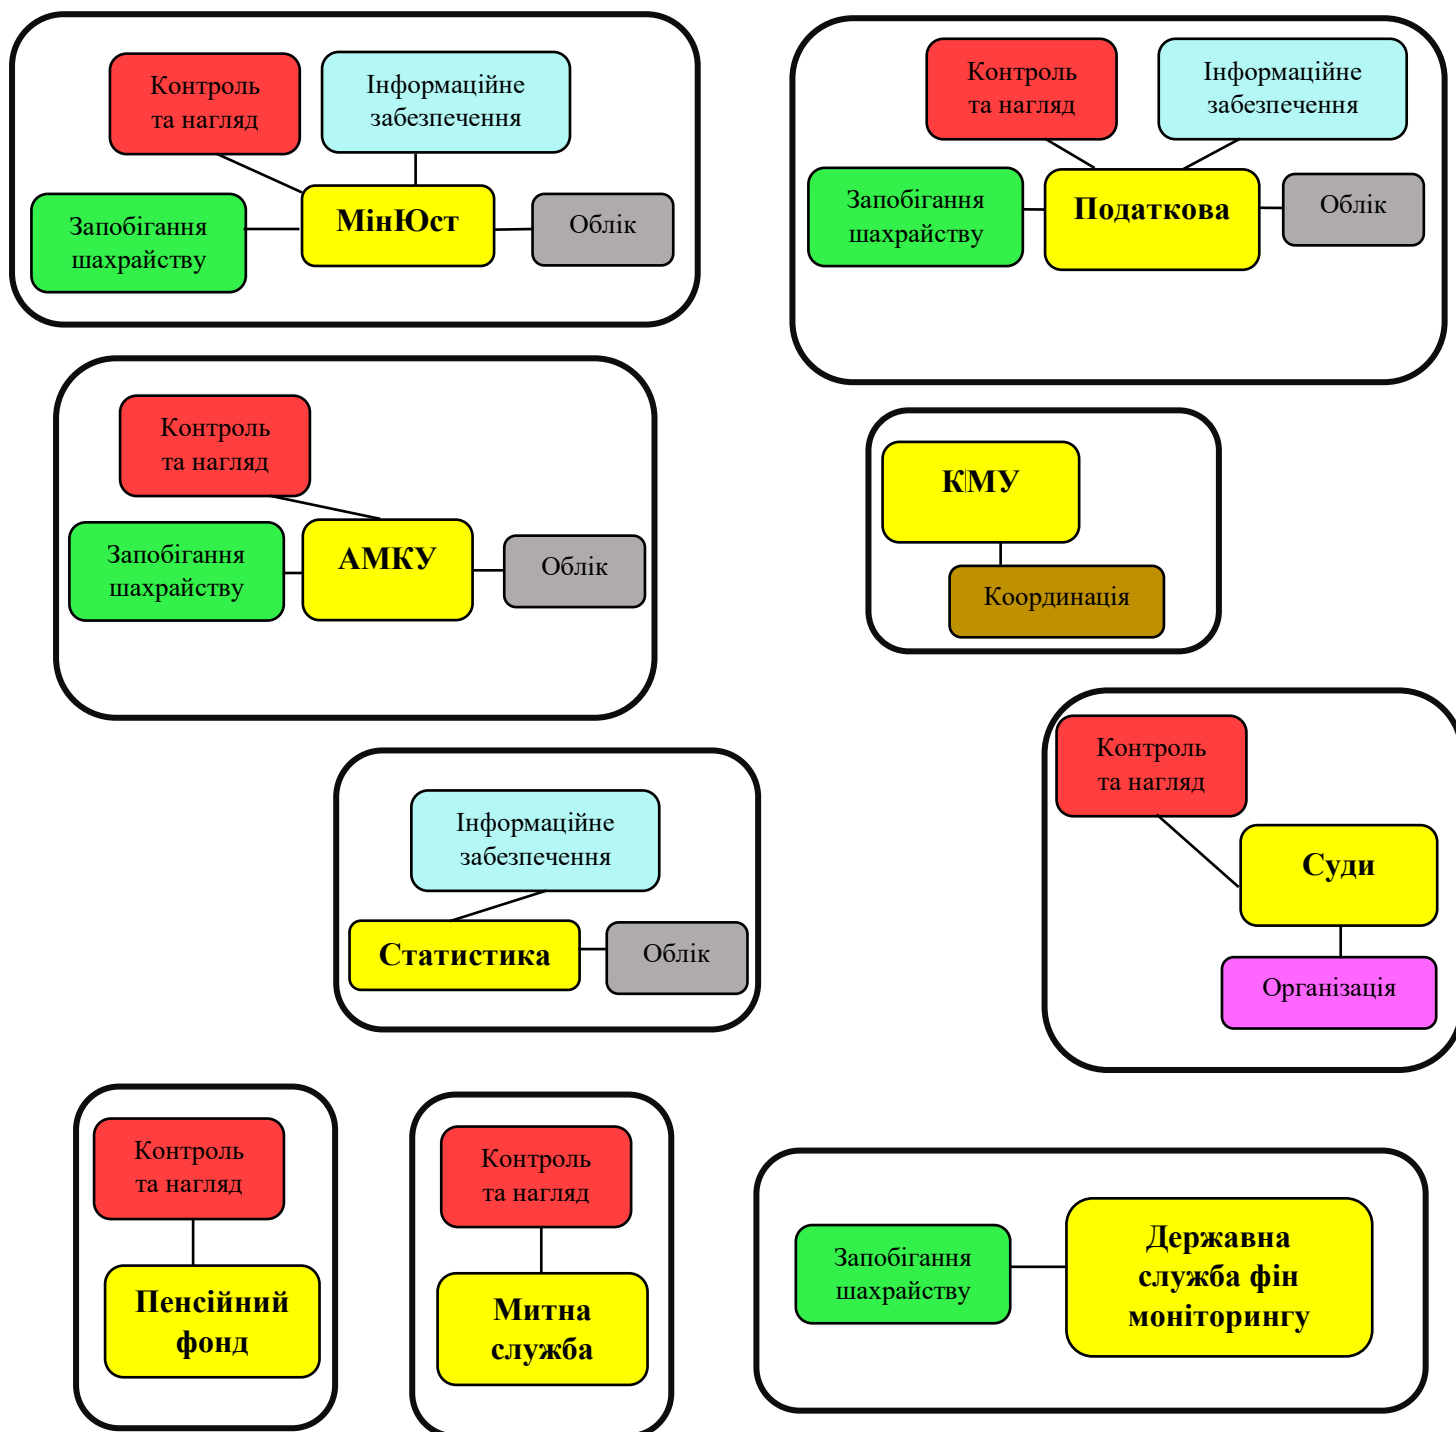 Контроль
та нагляд
Інформаційне
забезпечення
Запобігання
шахрайству
МінЮст
Облік
Контроль
та нагляд
Інформаційне
забезпечення
Запобігання
шахрайству
Податкова
Облік
Контроль
та нагляд
Запобігання
шахрайству
АМКУ
Облік
КМУ
Координація
Контроль
та нагляд
Суди
Організація
Інформаційне
забезпечення
Статистика
Облік
Контроль
та нагляд
Пенсійний
фонд
Контроль
та нагляд
Митна
служба
Запобігання
шахрайству
Державна
служба фін
моніторингу